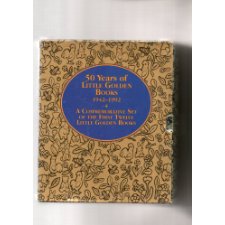 50 Years of
Little Golden
Books
1942-1992
A Commemorative Set
of the First Twelve
Little Golden Books